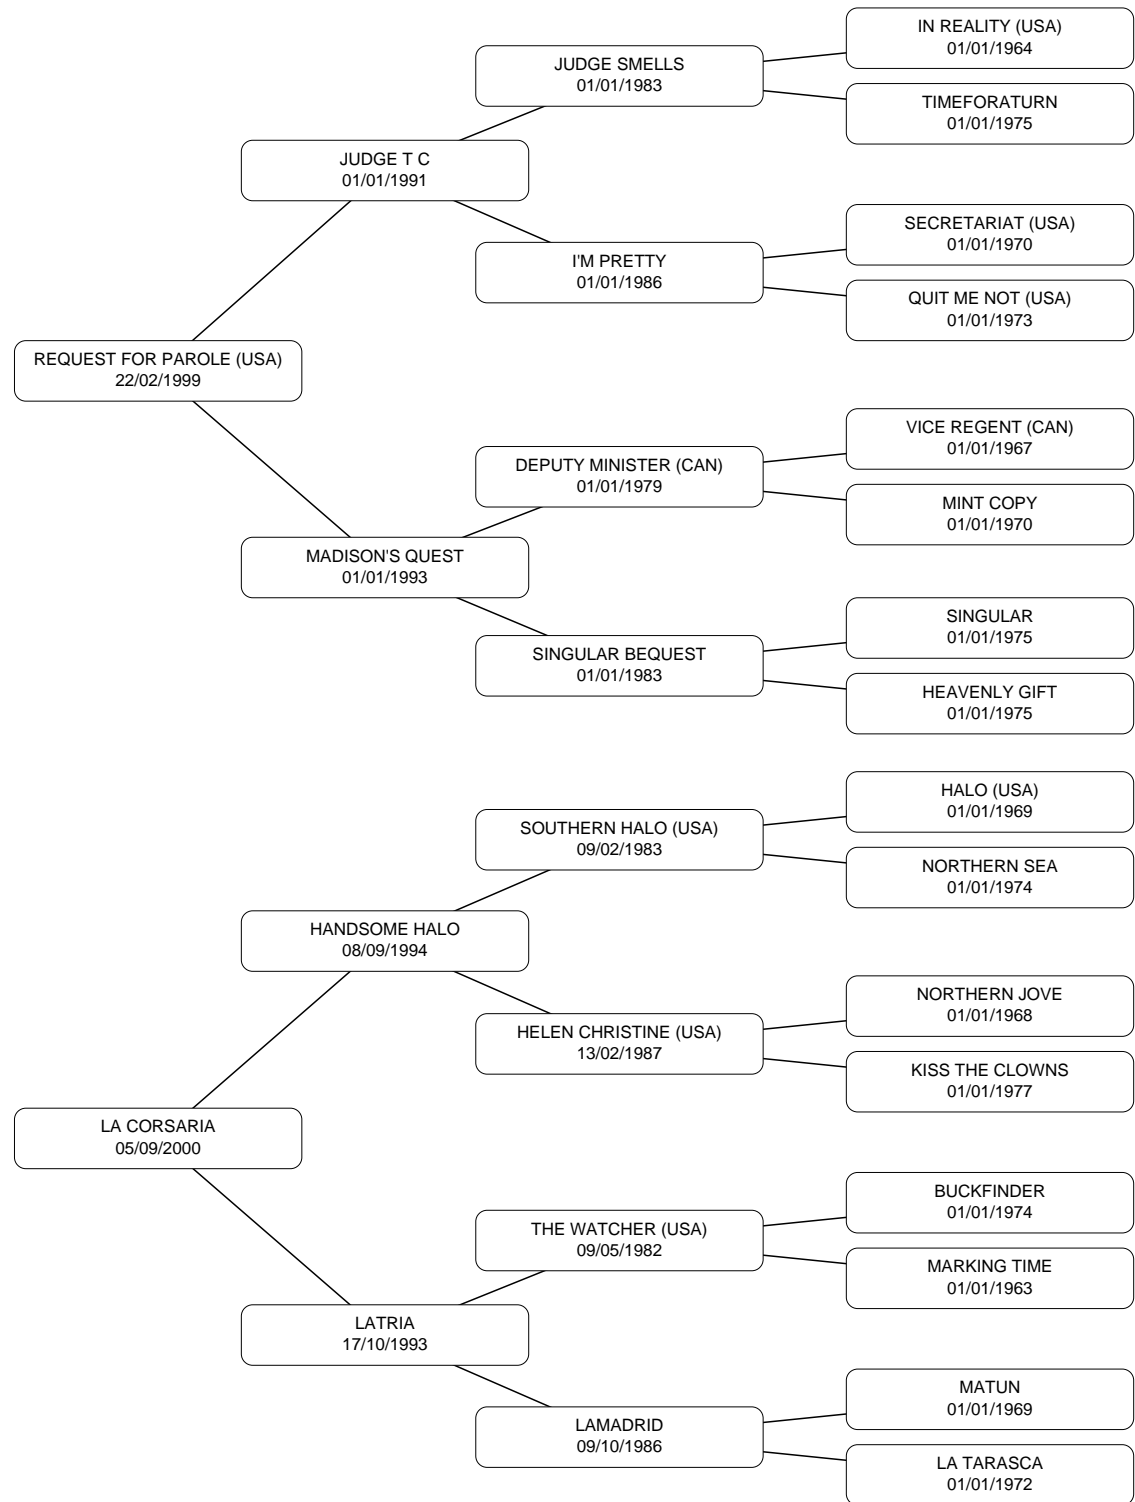 IN REALITY (USA)
01/01/1964
JUDGE SMELLS
01/01/1983
TIMEFORATURN
01/01/1975
JUDGE T C
01/01/1991
SECRETARIAT (USA)
01/01/1970
I'M PRETTY
01/01/1986
QUIT ME NOT (USA)
01/01/1973
REQUEST FOR PAROLE (USA)
22/02/1999
VICE REGENT (CAN)
01/01/1967
DEPUTY MINISTER (CAN)
01/01/1979
MINT COPY
01/01/1970
MADISON'S QUEST
01/01/1993
SINGULAR
01/01/1975
SINGULAR BEQUEST
01/01/1983
HEAVENLY GIFT
01/01/1975
HALO (USA)
01/01/1969
SOUTHERN HALO (USA)
09/02/1983
NORTHERN SEA
01/01/1974
HANDSOME HALO
08/09/1994
NORTHERN JOVE
01/01/1968
HELEN CHRISTINE (USA)
13/02/1987
KISS THE CLOWNS
01/01/1977
LA CORSARIA
05/09/2000
BUCKFINDER
01/01/1974
THE WATCHER (USA)
09/05/1982
MARKING TIME
01/01/1963
LATRIA
17/10/1993
MATUN
01/01/1969
LAMADRID
09/10/1986
LA TARASCA
01/01/1972